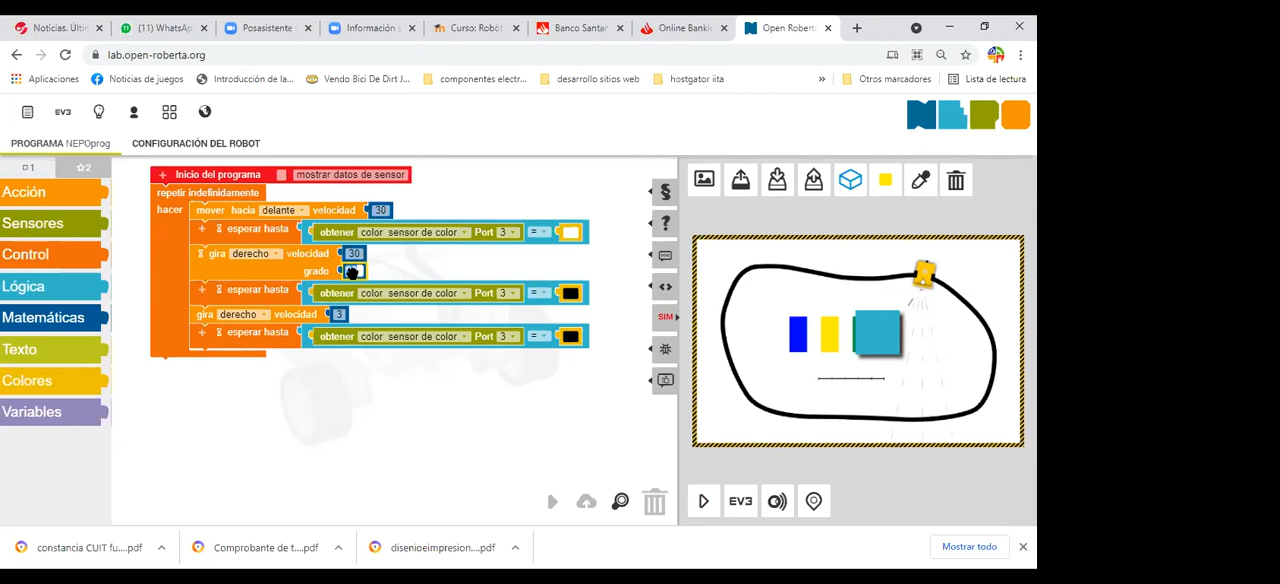 Noticias. Últin
(11) WhatsAp
Posasistente -
Información s
Curso: Robót
Banco Santar
Online Bankin
Open Roberta
lab.open-roberta.org
Aplicaciones
Noticias de juegos
Introducción de la...
Vendo Bici De Dirt J...
componentes electr...
desarrollo sitios web
hostgator iita
»
Otros marcadores
Lista de lectura
EV3
PROGRAMA NEPOprog
CONFIGURACIÓN DEL ROBOT
1
2
Acción
Sensores
Control
Lógica
Matemáticas
Texto
Colores
Variables
+ Inicio del programa mostrar datos de sensor
repetir indefinidamente
hacer mover hacia delante velocidad 30
+ esperar hasta obtener color sensor de color Port 3 =
gira derecho velocidad 30
grado
+ esperar hasta obtener color sensor de color Port 3 =
gira derecho velocidad 3
+ esperar hasta obtener color sensor de color Port 3 =
§
?
<>
SIM
EV3
constancia CUIT fu....pdf
Comprobante de t....pdf
disenioeimpresion....pdf
Mostrar todo